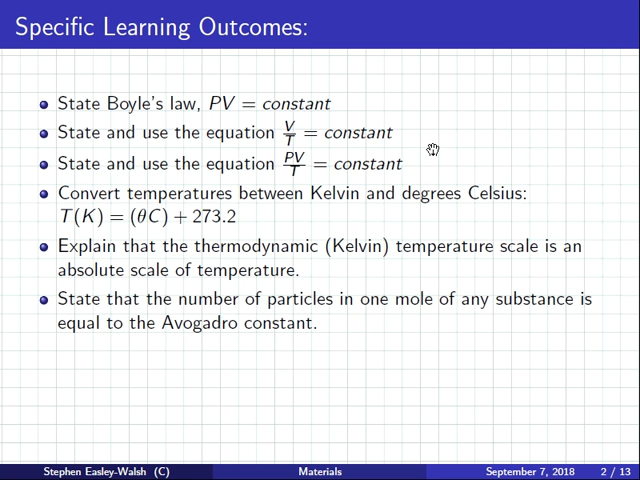 Specific Learning Outcomes:
State Boyle's law, PV = constant
State and use the equation V/T = constant
State and use the equation PV/T = constant
Convert temperatures between Kelvin and degrees Celsius:
T(K) = (θC) + 273.2
Explain that the thermodynamic (Kelvin) temperature scale is an
absolute scale of temperature.
State that the number of particles in one mole of any substance is
equal to the Avogadro constant.
Stephen Easley-Walsh (C) Materials September 7, 2018 2 / 13